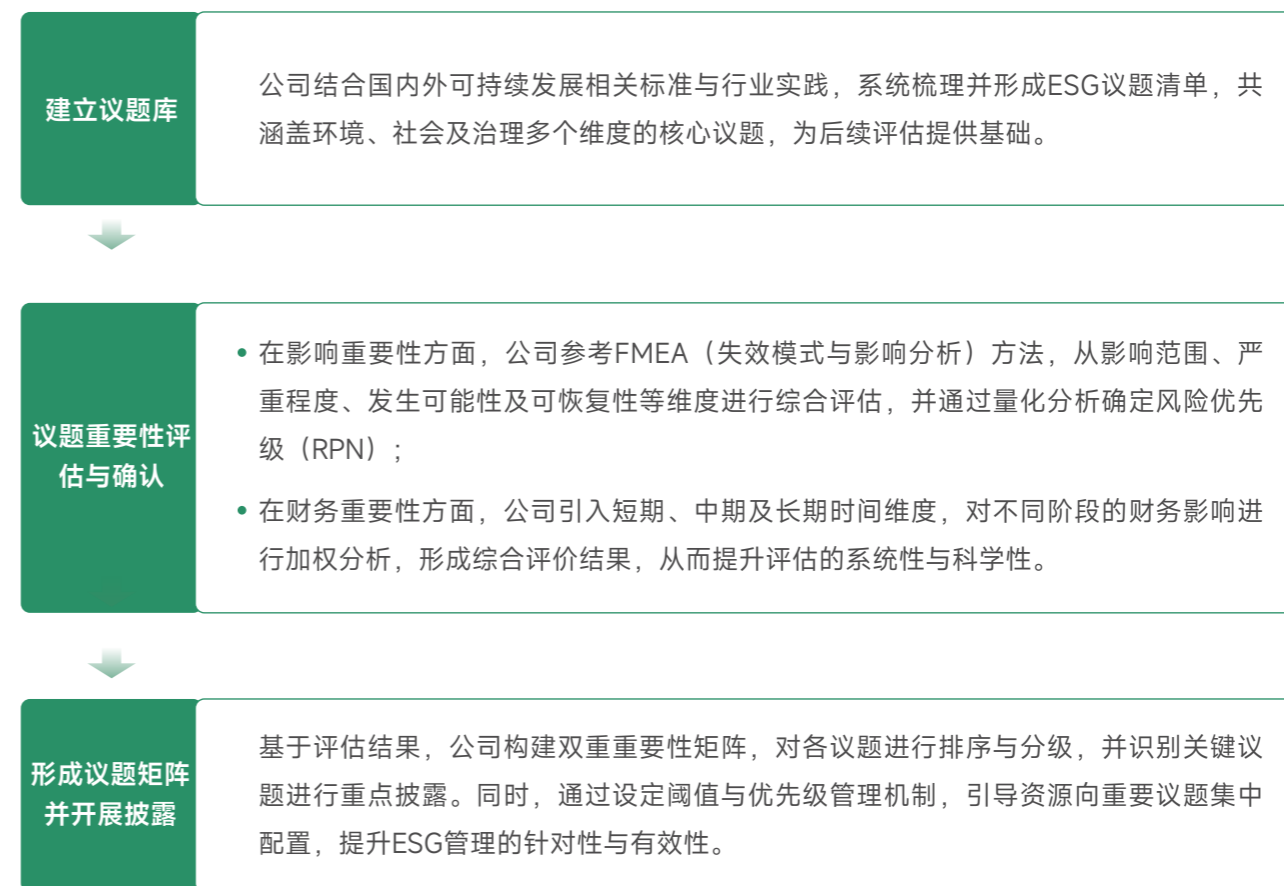 建立议题库
公司结合国内外可持续发展相关标准与行业实践，系统梳理并形成ESG议题清单，共
涵盖环境、社会及治理多个维度的核心议题，为后续评估提供基础。
议题重要性评
估与确认
• 在影响重要性方面，公司参考FMEA（失效模式与影响分析）方法，从影响范围、严
重程度、发生可能性及可恢复性等维度进行综合评估，并通过量化分析确定风险优先
级（RPN）；
• 在财务重要性方面，公司引入短期、中期及长期时间维度，对不同阶段的财务影响进
行加权分析，形成综合评价结果，从而提升评估的系统性与科学性。
形成议题矩阵
并开展披露
基于评估结果，公司构建双重重要性矩阵，对各议题进行排序与分级，并识别关键议
题进行重点披露。同时，通过设定阈值与优先级管理机制，引导资源向重要议题集中
配置，提升ESG管理的针对性与有效性。